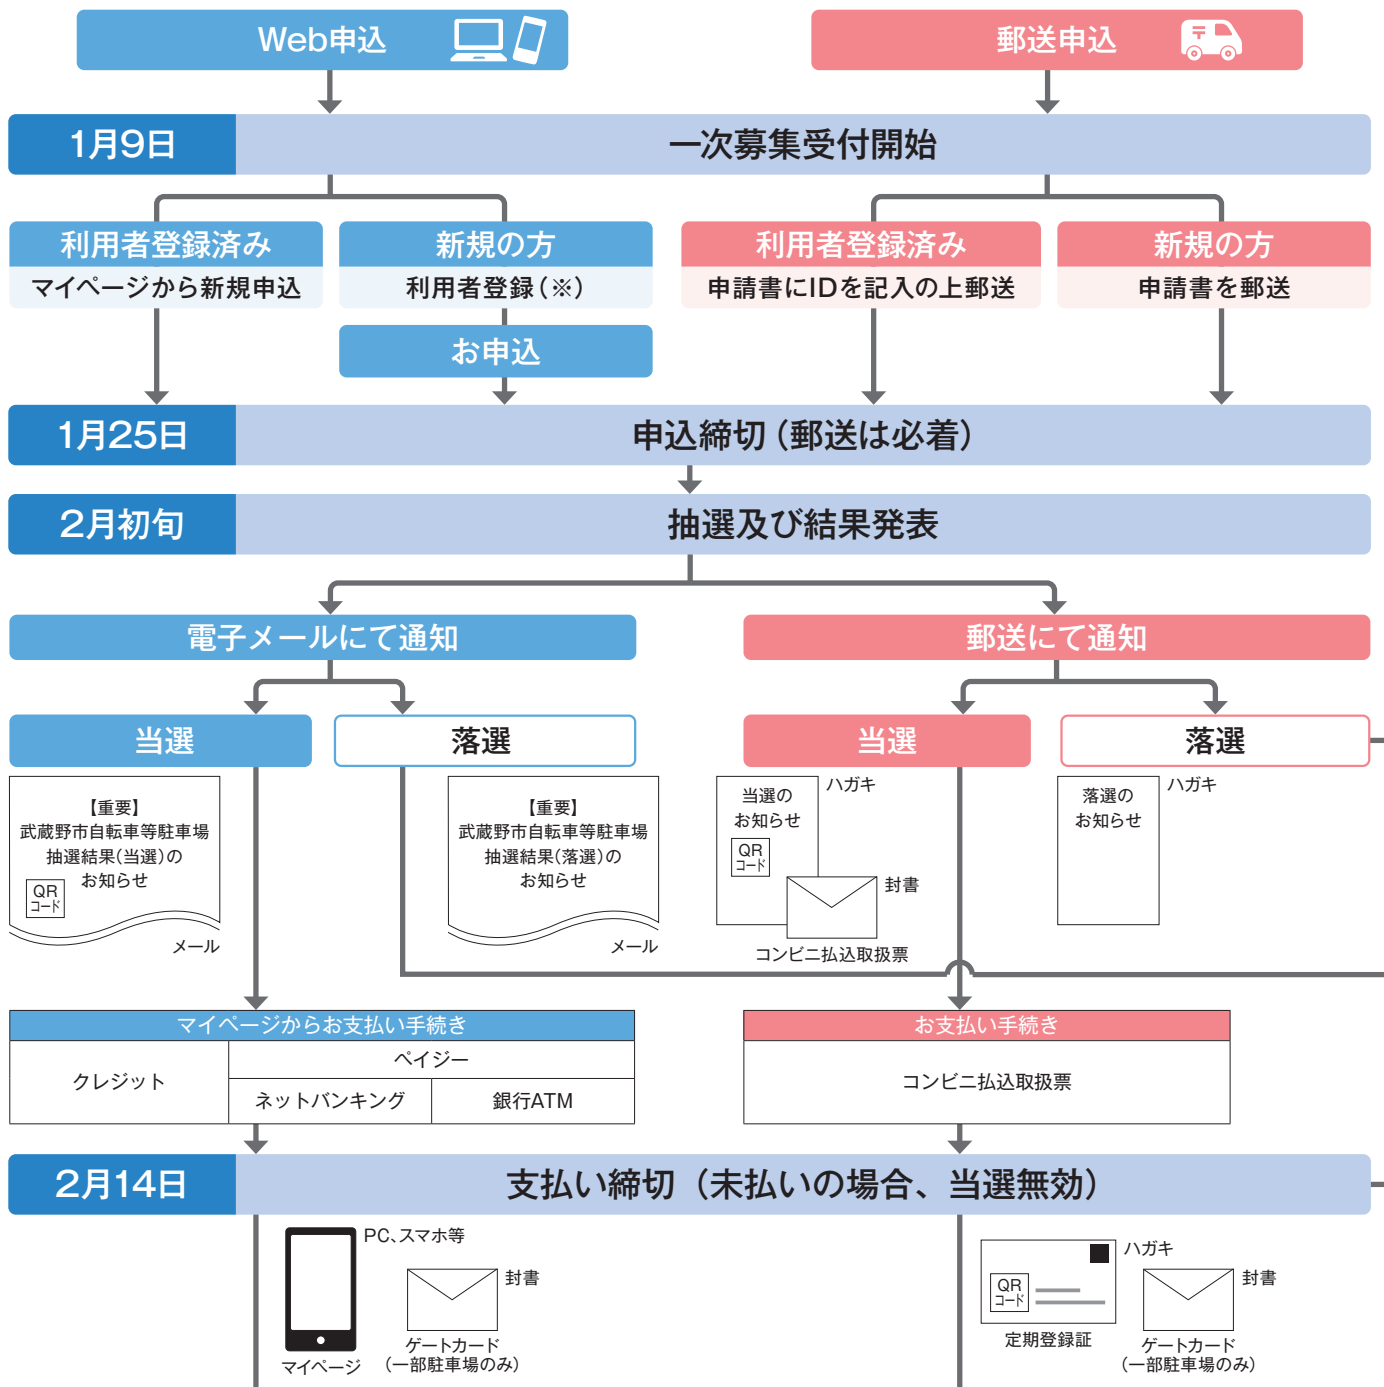 Web申込
郵送申込
〒
1月9日
一次募集受付開始
利用者登録済み
マイページから新規申込
新規の方
利用者登録(※)
お申込
利用者登録済み
申請書にIDを記入の上郵送
新規の方
申請書を郵送
1月25日
申込締切(郵送は必着)
2月初旬
抽選及び結果発表
電子メールにて通知
郵送にて通知
当選
落選
当選
落選
【重要】
武蔵野市自転車等駐車場
抽選結果(当選)の
お知らせ
QR
コード
メール
【重要】
武蔵野市自転車等駐車場
抽選結果(落選)の
お知らせ
メール
当選の
お知らせ
QR
コード
ハガキ
封書
コンビニ払込取扱票
落選の
お知らせ
ハガキ
マイページからお支払い手続き
クレジット
ペイジー
ネットバンキング
銀行ATM
お支払い手続き
コンビニ払込取扱票
2月14日
支払い締切(未払いの場合、当選無効)
PC、スマホ等
マイページ
封書
ゲートカード
(一部駐車場のみ)
ハガキ
QR
コード
定期登録証
封書
ゲートカード
(一部駐車場のみ)